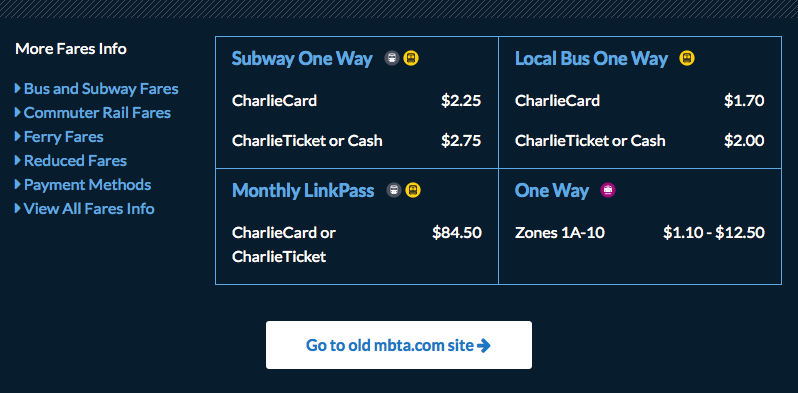 More Fares Info
Bus and Subway Fares
Commuter Rail Fares
Ferry Fares
Reduced Fares
Payment Methods
View All Fares Info
Subway One Way
CharlieCard $2.25
CharlieTicket or Cash $2.75
Local Bus One Way
CharlieCard $1.70
CharlieTicket or Cash $2.00
Monthly LinkPass
CharlieCard or $84.50
CharlieTicket
One Way
Zones 1A-10 $1.10 - $12.50
Go to old mbta.com site